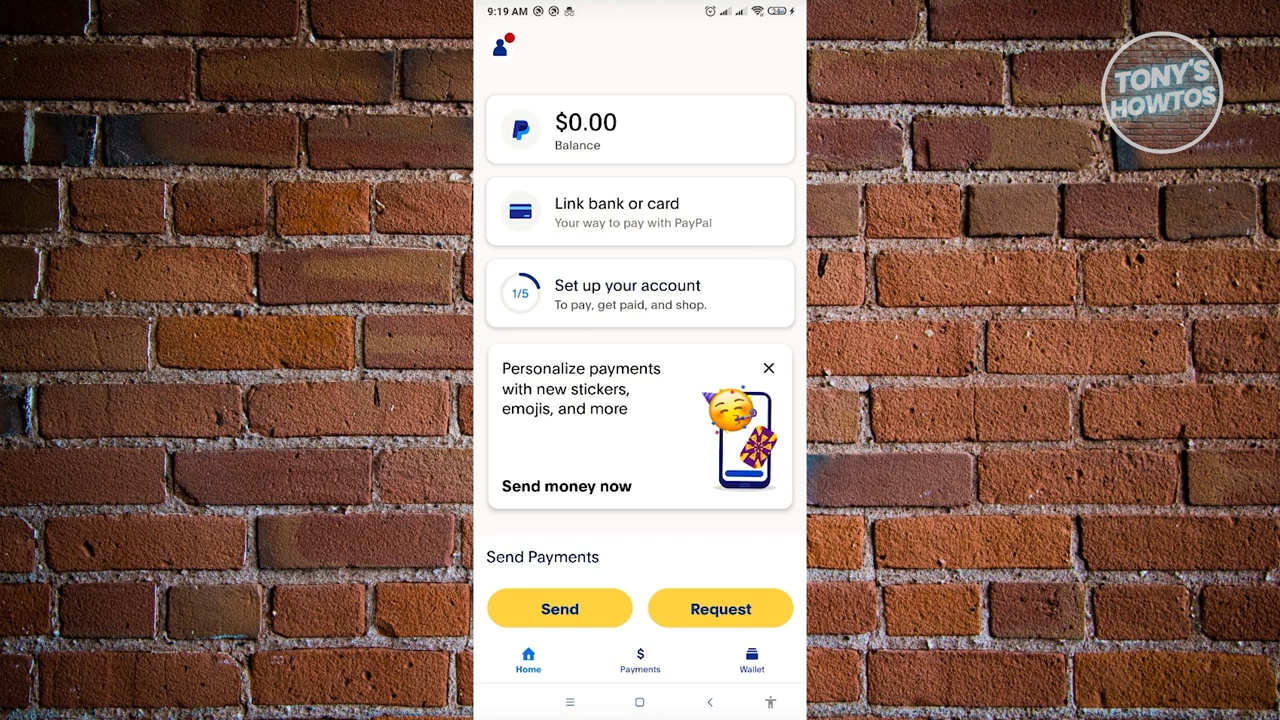 9:19 AM
TONY'S
HOWTOS
$0.00
Balance
Link bank or card
Your way to pay with PayPal
1/5
Set up your account
To pay, get paid, and shop.
Personalize payments
with new stickers,
emojis, and more
Send money now
Send Payments
Send
Request
$
Home
Payments
Wallet